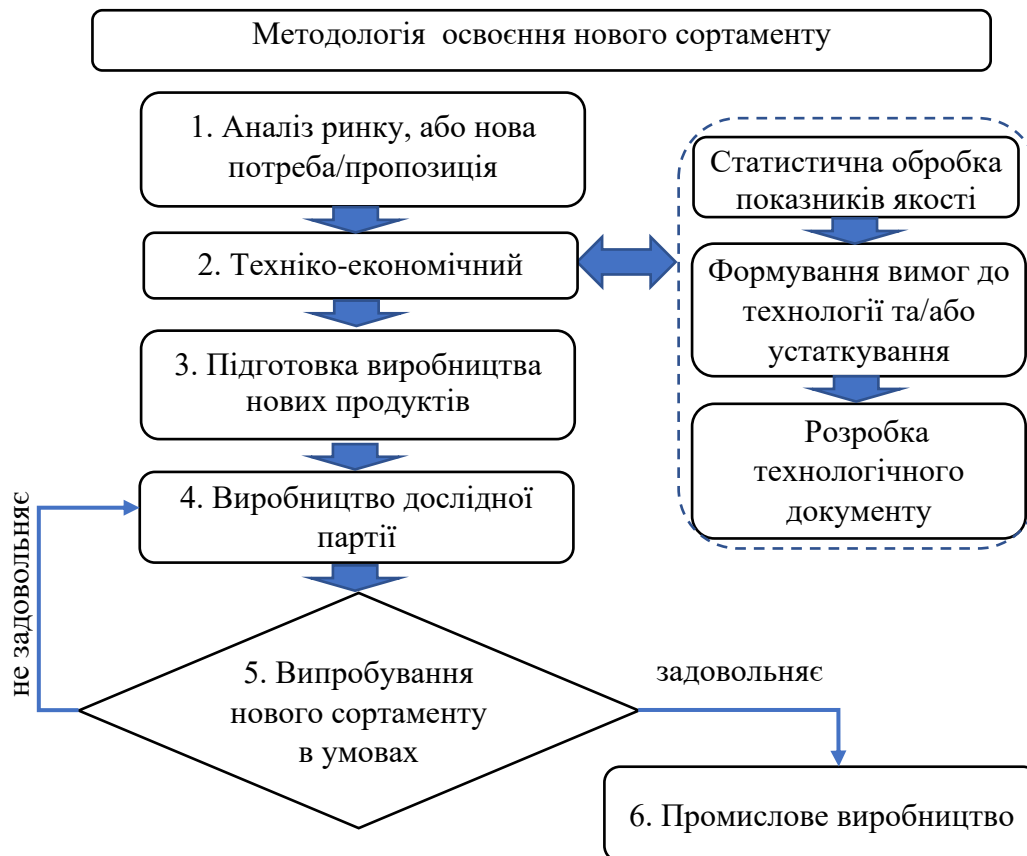 Методологія освоєння нового сортаменту
1. Аналіз ринку, або нова
потреба/пропозиція
2. Техніко-економічний
3. Підготовка виробництва
нових продуктів
4. Виробництво дослідної
партії
не задовольняє
5. Випробування
нового сортаменту
в умовах
задовольняє
6. Промислове виробництво
Статистична обробка
показників якості
Формування вимог до
технології та/або
устаткування
Розробка
технологічного
документу